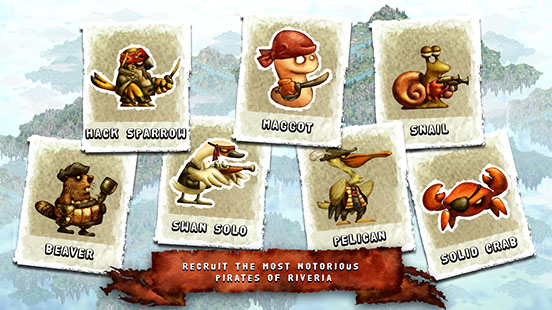 HACK SPARROW
MAGGOT
SNAIL
BEAVER
SWAN SOLO
PELICAN
SOLID CRAB
RECRUIT THE MOST NOTORIOUS
PIRATES OF RIVERIA